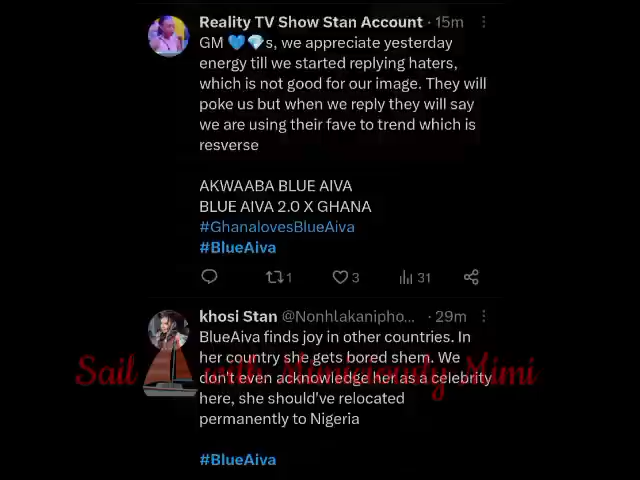 Reality TV Show Stan Account · 15m
GM 💙💎s, we appreciate yesterday
energy till we started replying haters,
which is not good for our image. They will
poke us but when we reply they will say
we are using their fave to trend which is
resverse
AKWAABA BLUE AIVA
BLUE AIVA 2.0 X GHANA
#GhanalovesBlueAiva
#BlueAiva
1 3 31
khosi Stan @Nonhlakanipho... · 29m
BlueAiva finds joy in other countries. In
her country she gets bored shem. We
don't even acknowledge her as a celebrity
here, she should've relocated
permanently to Nigeria
#BlueAiva
Sail with Mimi